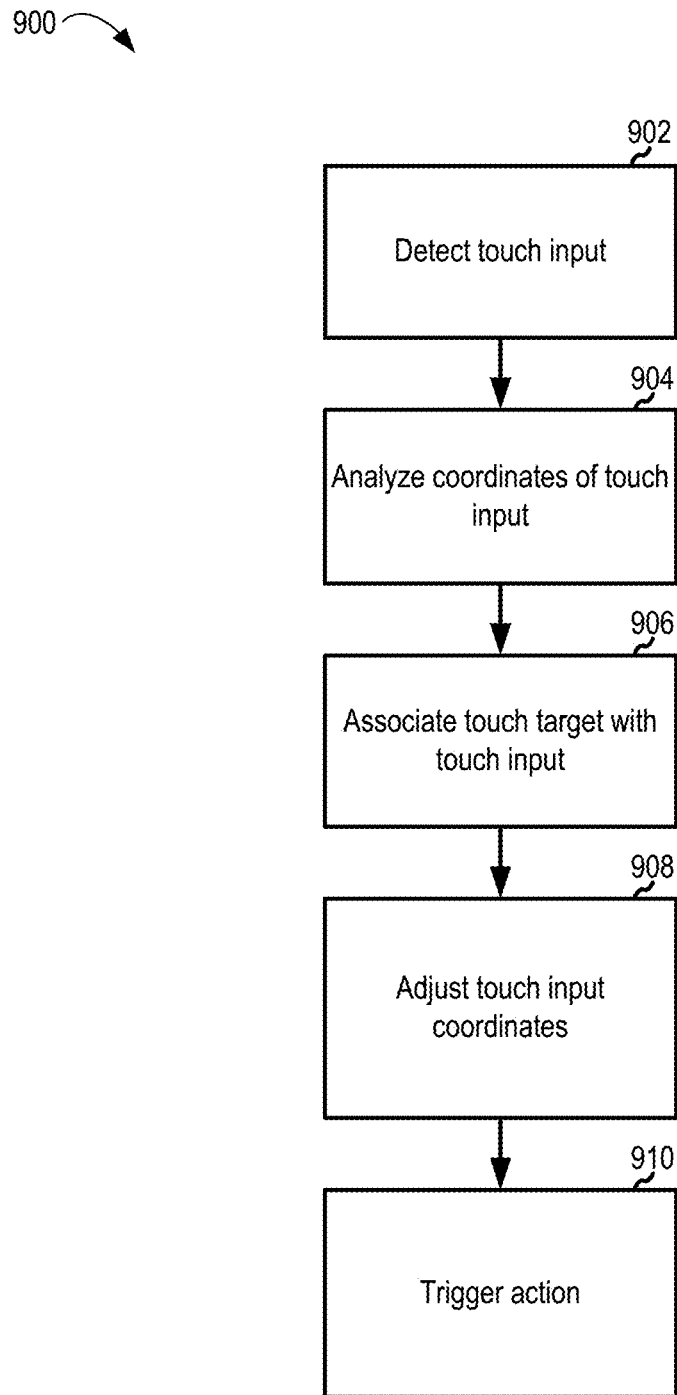 900
902
Detect touch input
904
Analyze coordinates of touch
input
906
Associate touch target with
touch input
908
Adjust touch input
coordinates
910
Trigger action